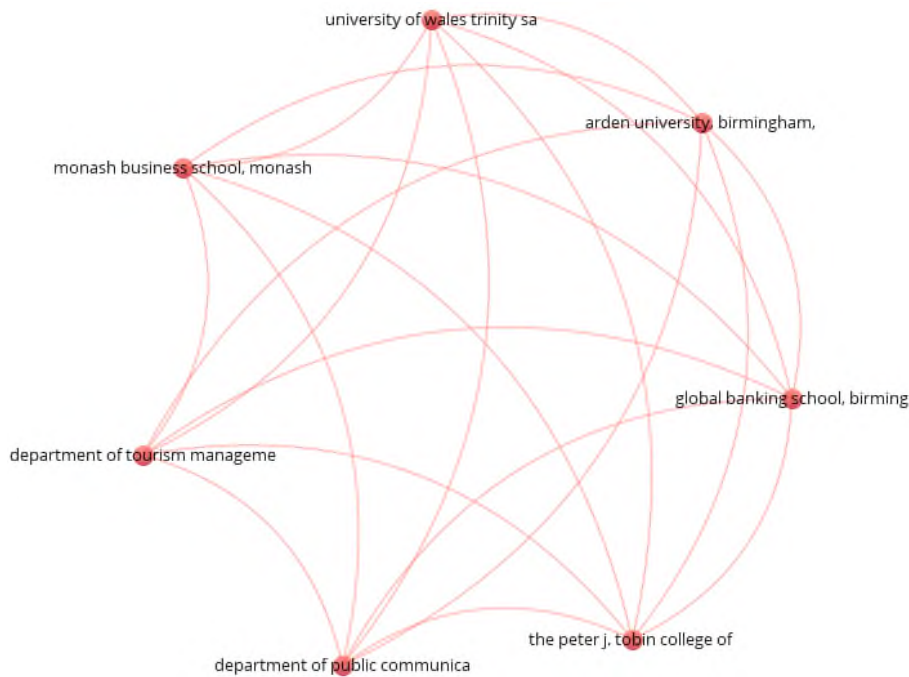 university of wales trinity sa
arden university, birmingham,
monash business school, monash
global banking school, birming
department of tourism manageme
the peter j. tobin college of
department of public communica